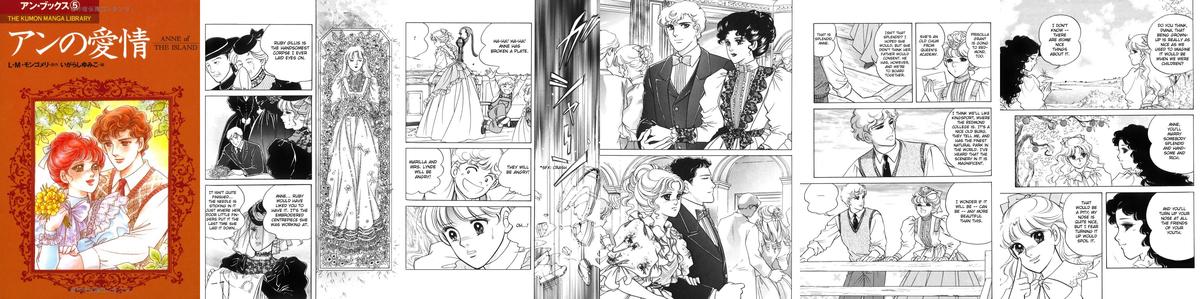 アン・ブックス⑤
THE KUMON MANGA LIBRARY
アンの愛情
ANNE of
THE ISLAND
L・M・モンゴメリ
いがらしゆみこ
RUBY GILLIS IS
THE HANDSOMEST
CORPSE I EVER
LAID EYES ON.
IT ISN'T QUITE
FINISHED...
THE NEEDLE IS
STICKING IN IT
JUST WHERE HER
POOR LITTLE FIN-
GERS PUT IT THE
LAST TIME SHE
LAID IT DOWN...
ANNE... RUBY
WOULD HAVE
LIKED YOU TO
HAVE IT. IT'S THE
EMBROIDERED
CENTREPIECE SHE
WAS WORKING AT.
HA-HA! HA-HA!
ANNE HAS
BROKEN A PLATE.
MARILLA AND
MRS. LYNDE
WILL BE
ANGRY!
THEY WILL
BE ANGRY!
THAT IS
SPLENDID,
ANNE.
ISN'T THAT
SPLENDID? I
HOPED SHE
WOULD, BUT SHE
DIDN'T THINK HER
FATHER WOULD
CONSENT. HE
HAS, HOWEVER,
AND WE'RE
TO BOARD
TOGETHER.
SHE'S AN
OLD CHUM
FROM
QUEEN'S
ACADEMY.
PRISCILLA
GRANT
IS GOING
TO RED-
MOND,
TOO.
I THINK WE'LL LIKE
KINGSPORT, WHERE
THE REDMOND
COLLEGE IS. IT'S A
NICE OLD BURG,
THEY TELL ME, AND
HAS THE FINEST
NATURAL PARK IN
THE WORLD. I'VE
HEARD THAT THE
SCENERY IN IT IS
MAGNIFICENT.
I WONDER IF IT
WILL BE -- CAN
BE -- ANY MORE
BEAUTIFUL
THAN THIS.
I DON'T
KNOW --
THERE
ARE SOME
NICE
THINGS
ABOUT IT.
DO YOU THINK,
DIANA, THAT
BEING GROWN-
UP IS REALLY AS
NICE AS WE
USED TO IMAGINE
IT WOULD BE
WHEN WE WERE
CHILDREN?
ANNE,
YOU'LL
MARRY
SOMEBODY
SPLENDID
AND HAND-
SOME AND
RICH.
THAT
WOULD BE
A PITY; MY
NOSE IS
QUITE NICE,
BUT I FEAR
TURNING IT
UP WOULD
SPOIL IT.
AND YOU'LL
TURN UP YOUR
NOSE AT ALL
THE FRIENDS
OF YOUR
YOUTH.